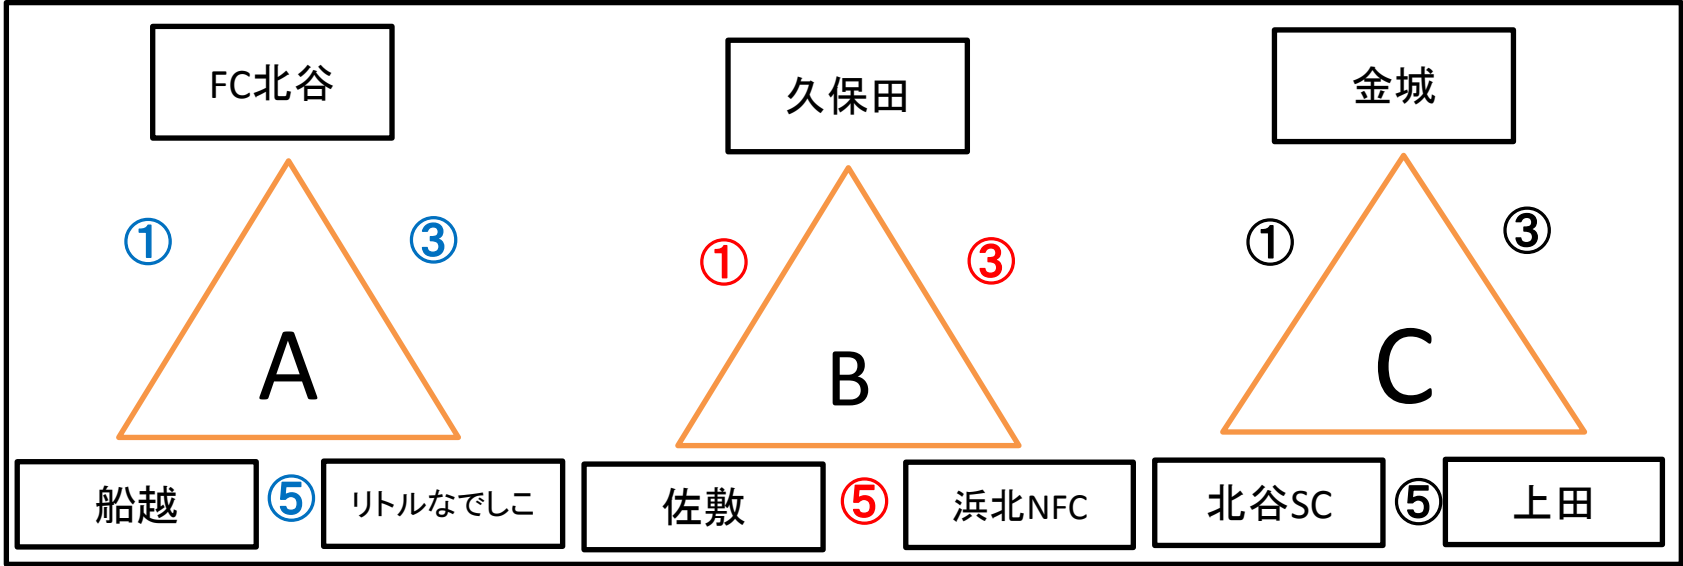 FC北谷
久保田
金城
① ③
① ③
① ③
A
B
C
船越 ⑤ リトルなでしこ
佐敷 ⑤ 浜北NFC
北谷SC ⑤ 上田